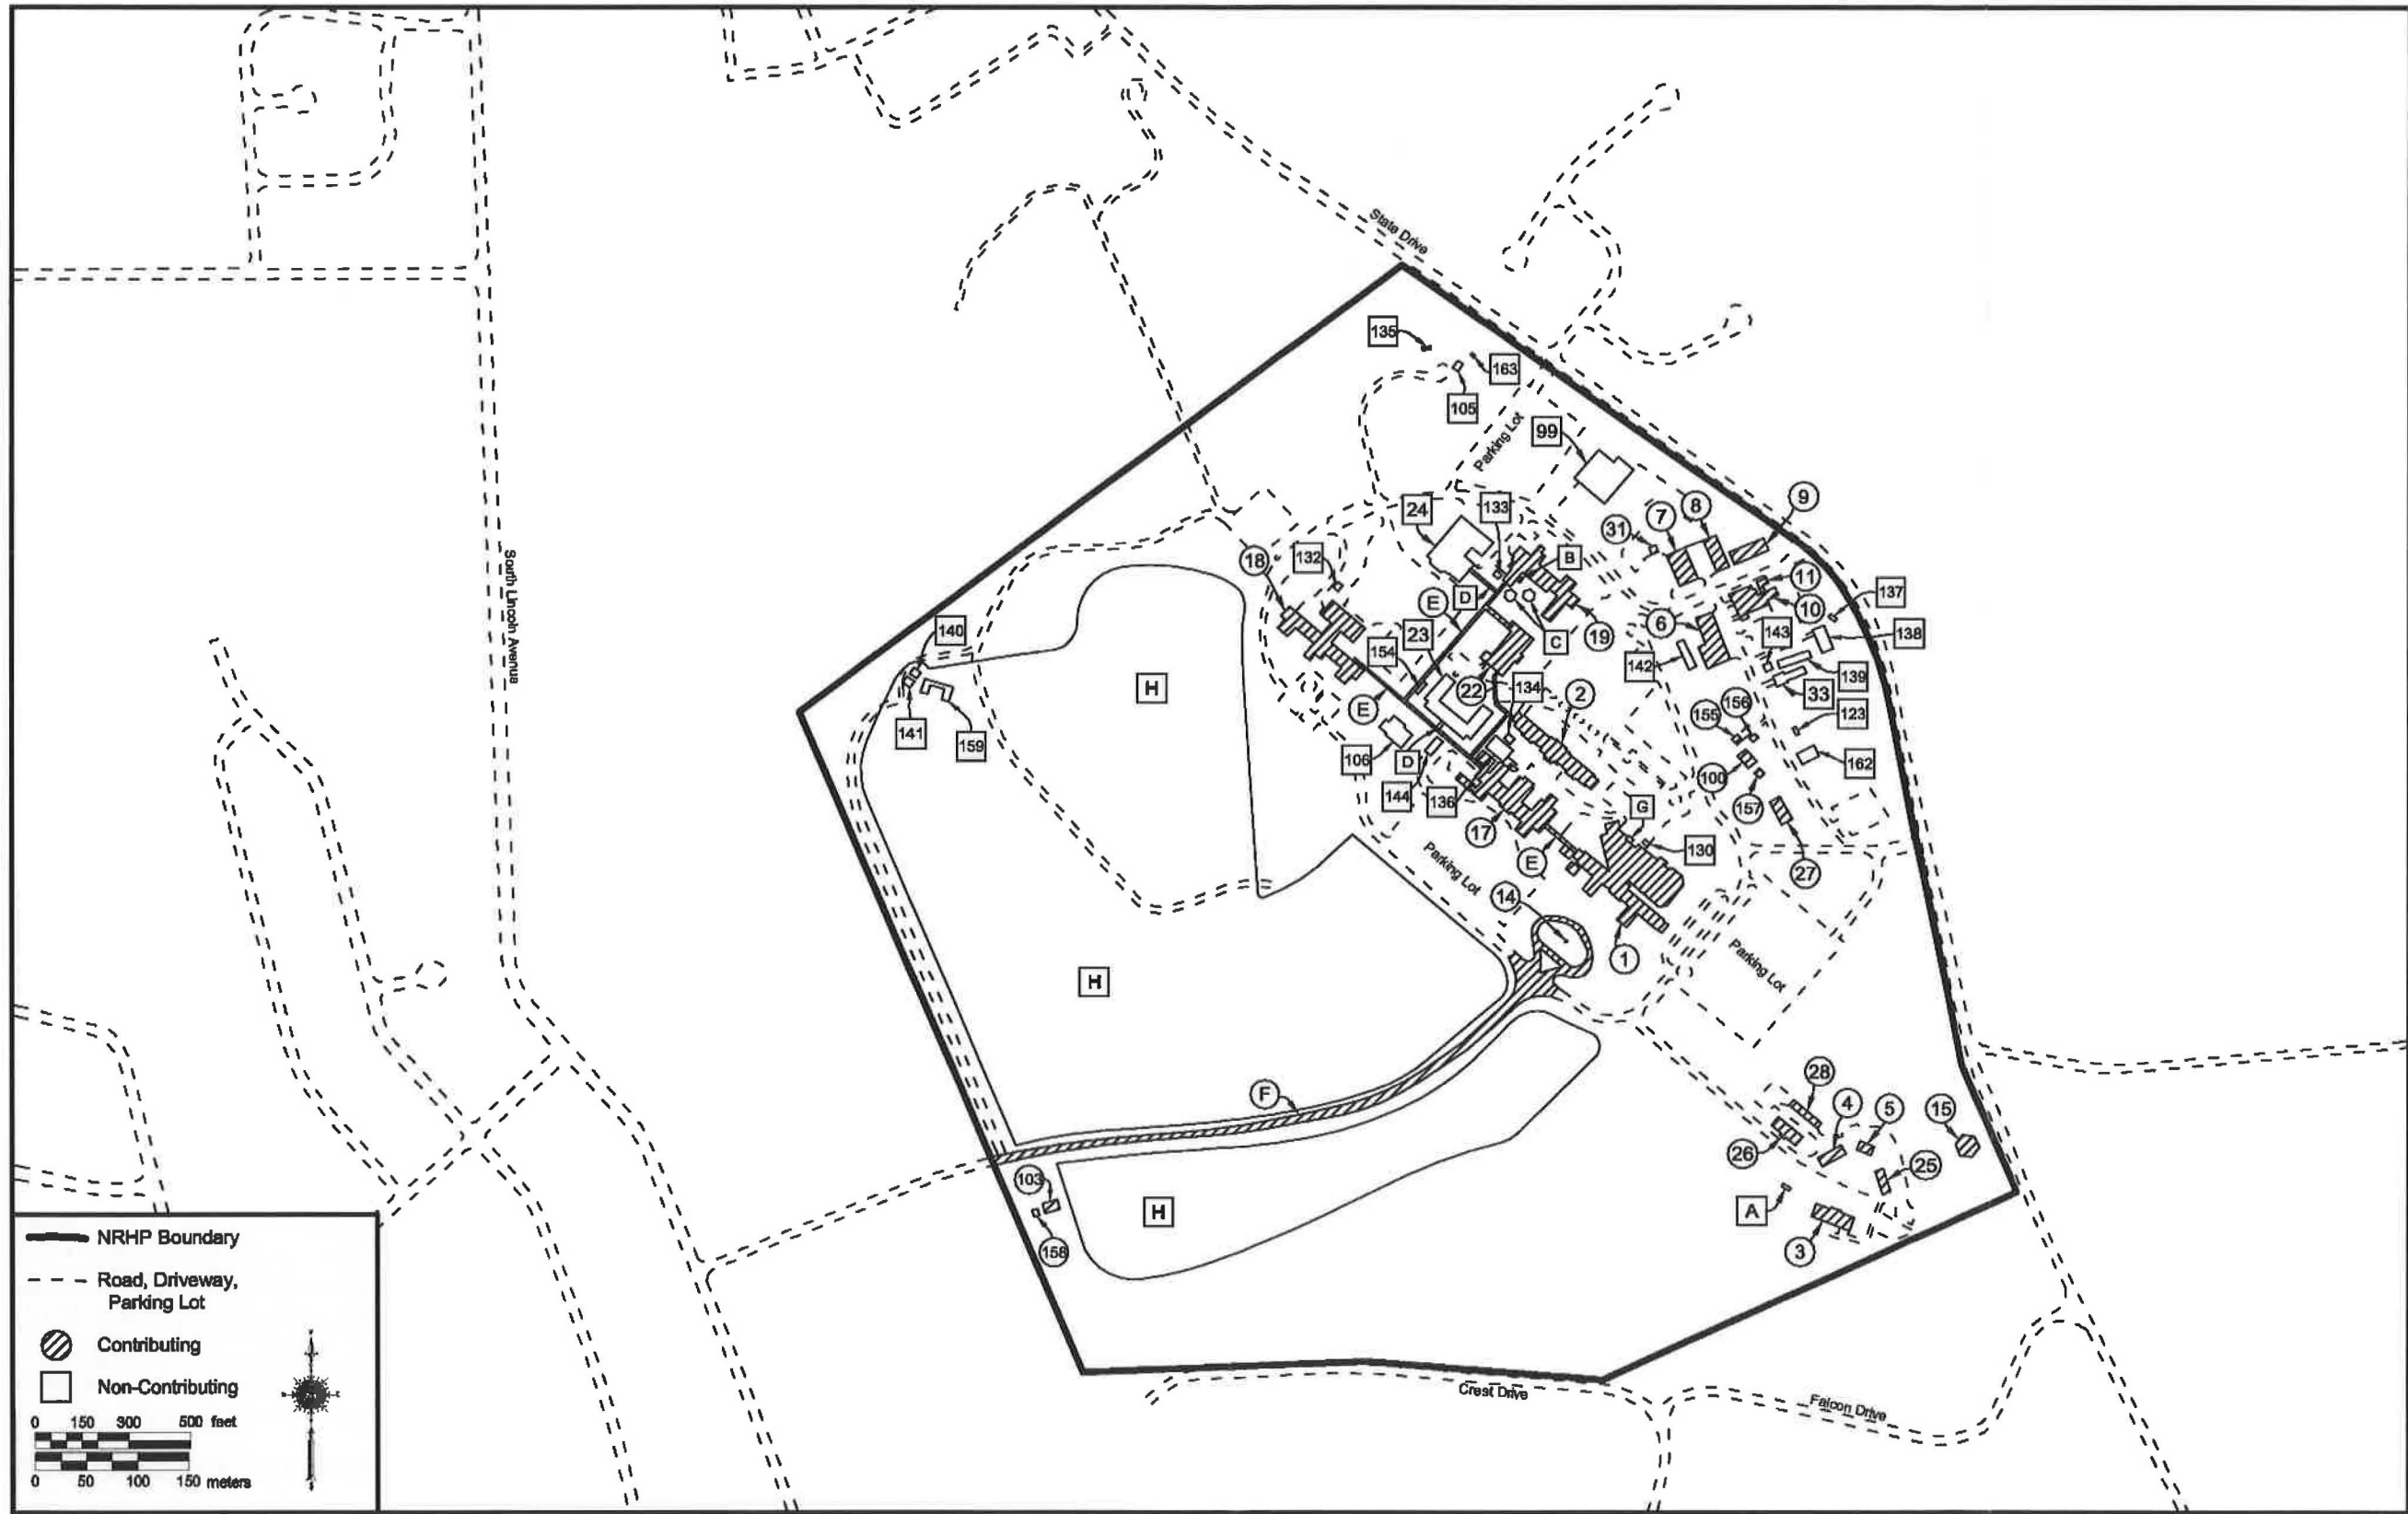 State Drive
135
163
105
Parking Lot
99
24
133
8
9
7
31
18
132
B
11
D
E
137
10
C
19
6
143
138
140
23
154
142
22
134
2
139
33
H
E
155
156
123
141
159
106
D
162
100
144
136
157
G
17
130
Parking Lot
E
27
14
South Lincoln Avenue
1
Parking Lot
H
28
F
4
5
15
26
25
103
H
A
158
3
NRHP Boundary
Road, Driveway,
Parking Lot
Contributing
Non-Contributing
0 150 300 500 feet
0 50 100 150 meters
Crest Drive
Falcon Drive